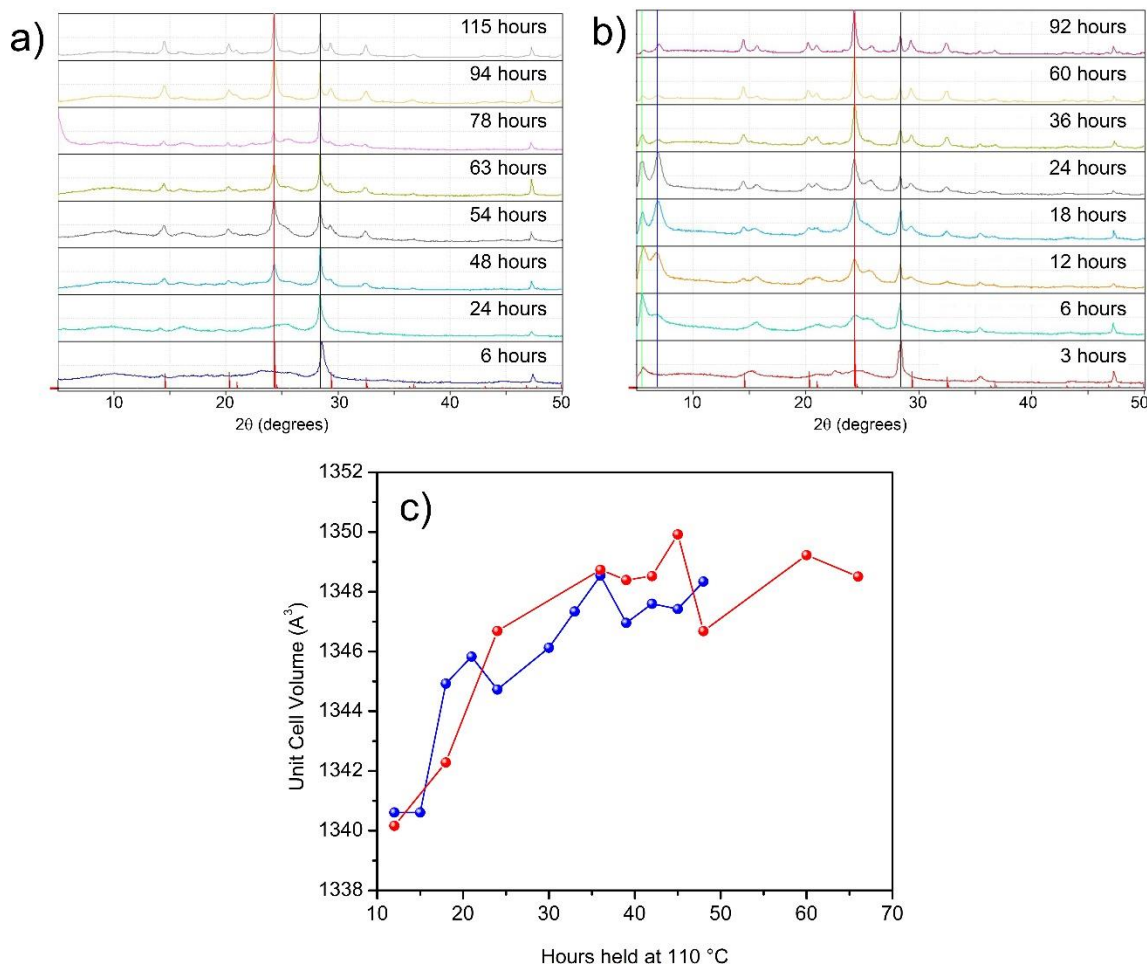 a)
115 hours
94 hours
78 hours
63 hours
54 hours
48 hours
24 hours
6 hours
10 20 30 40 50
2θ (degrees)
b)
92 hours
60 hours
36 hours
24 hours
18 hours
12 hours
6 hours
3 hours
10 20 30 40 50
2θ (degrees)
c)
1352
1350
1348
1346
1344
1342
1340
1338
Unit Cell Volume (A³)
10 20 30 40 50 60 70
Hours held at 110 °C